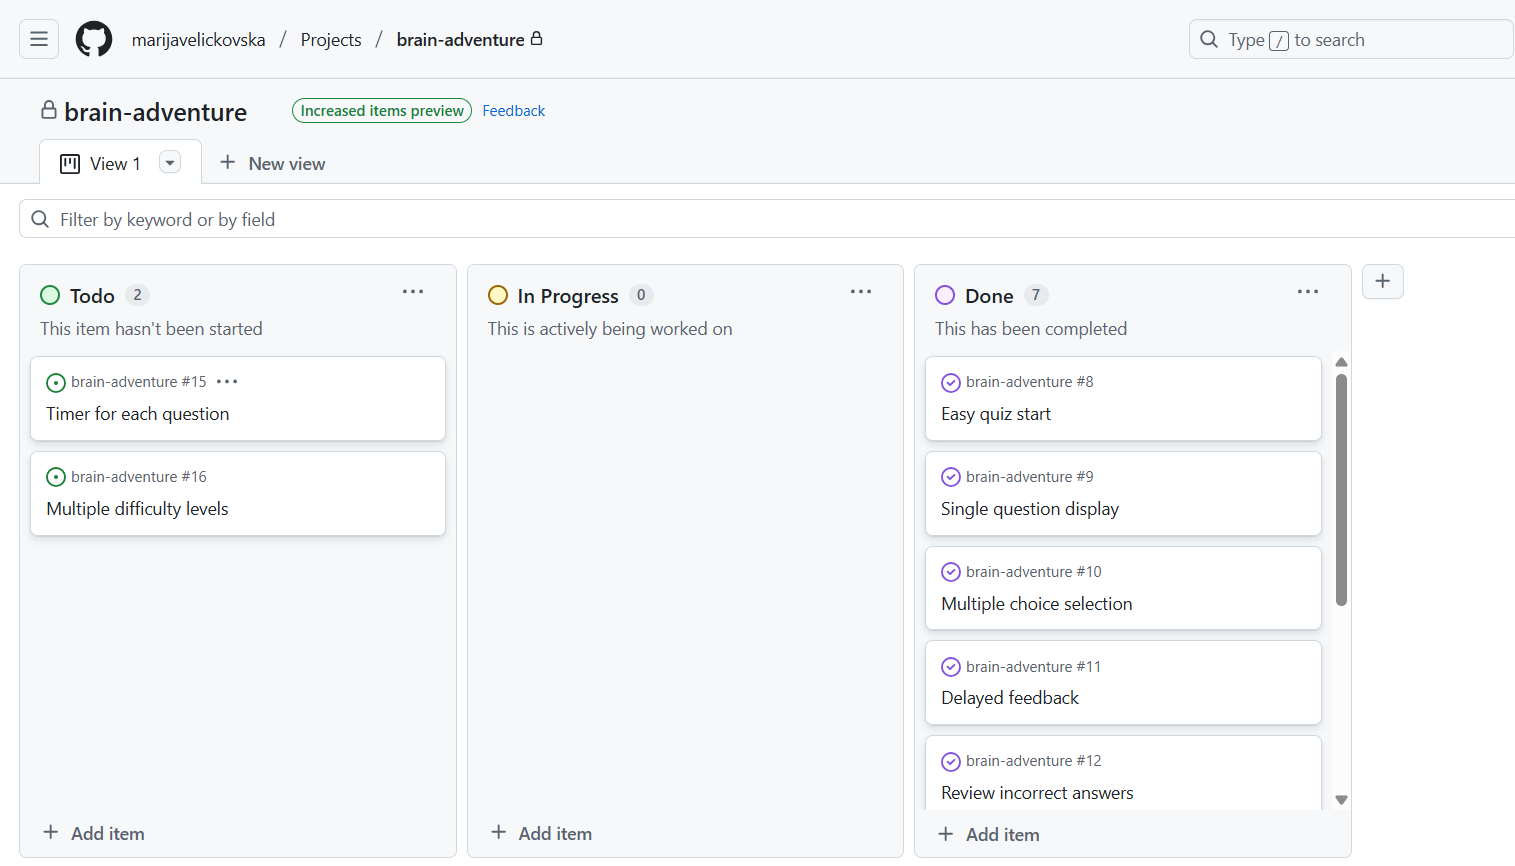 marijavelickovska / Projects / brain-adventure
Type / to search
brain-adventure
Increased items preview
Feedback
View 1
New view
Filter by keyword or by field
Todo 2
This item hasn't been started
brain-adventure #15
Timer for each question
brain-adventure #16
Multiple difficulty levels
+ Add item
In Progress 0
This is actively being worked on
+ Add item
Done 7
This has been completed
brain-adventure #8
Easy quiz start
brain-adventure #9
Single question display
brain-adventure #10
Multiple choice selection
brain-adventure #11
Delayed feedback
brain-adventure #12
Review incorrect answers
+ Add item